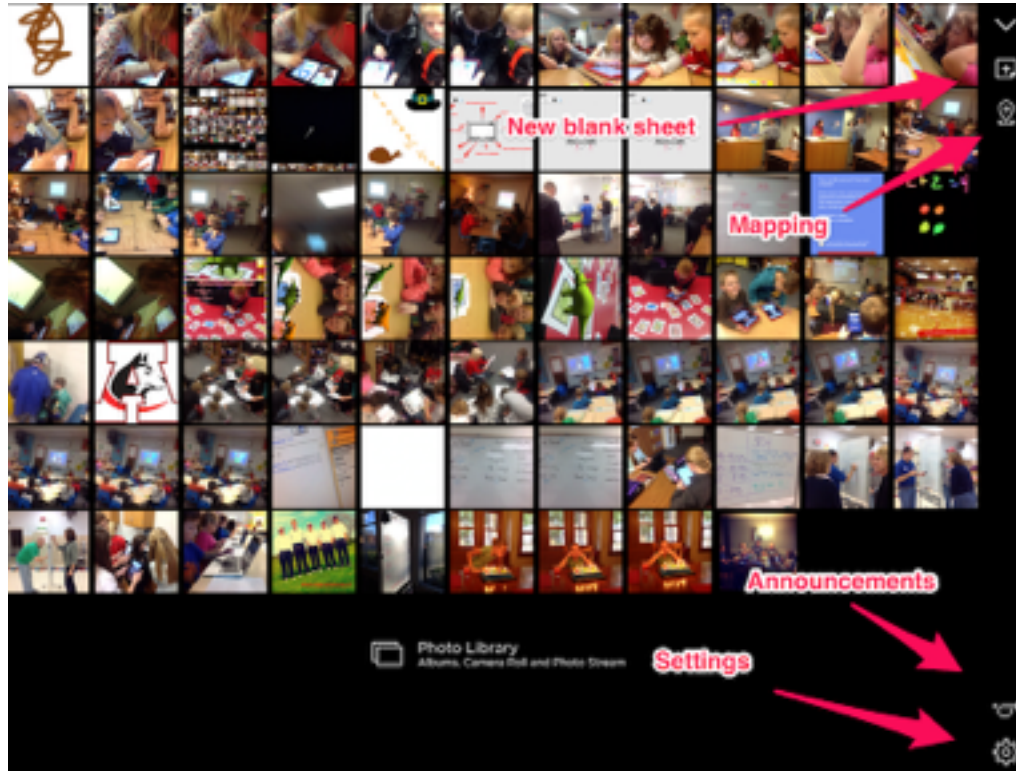 New blank sheet
Mapping
Announcements
Photo Library
Albums, Camera Roll and Photo Stream
Settings